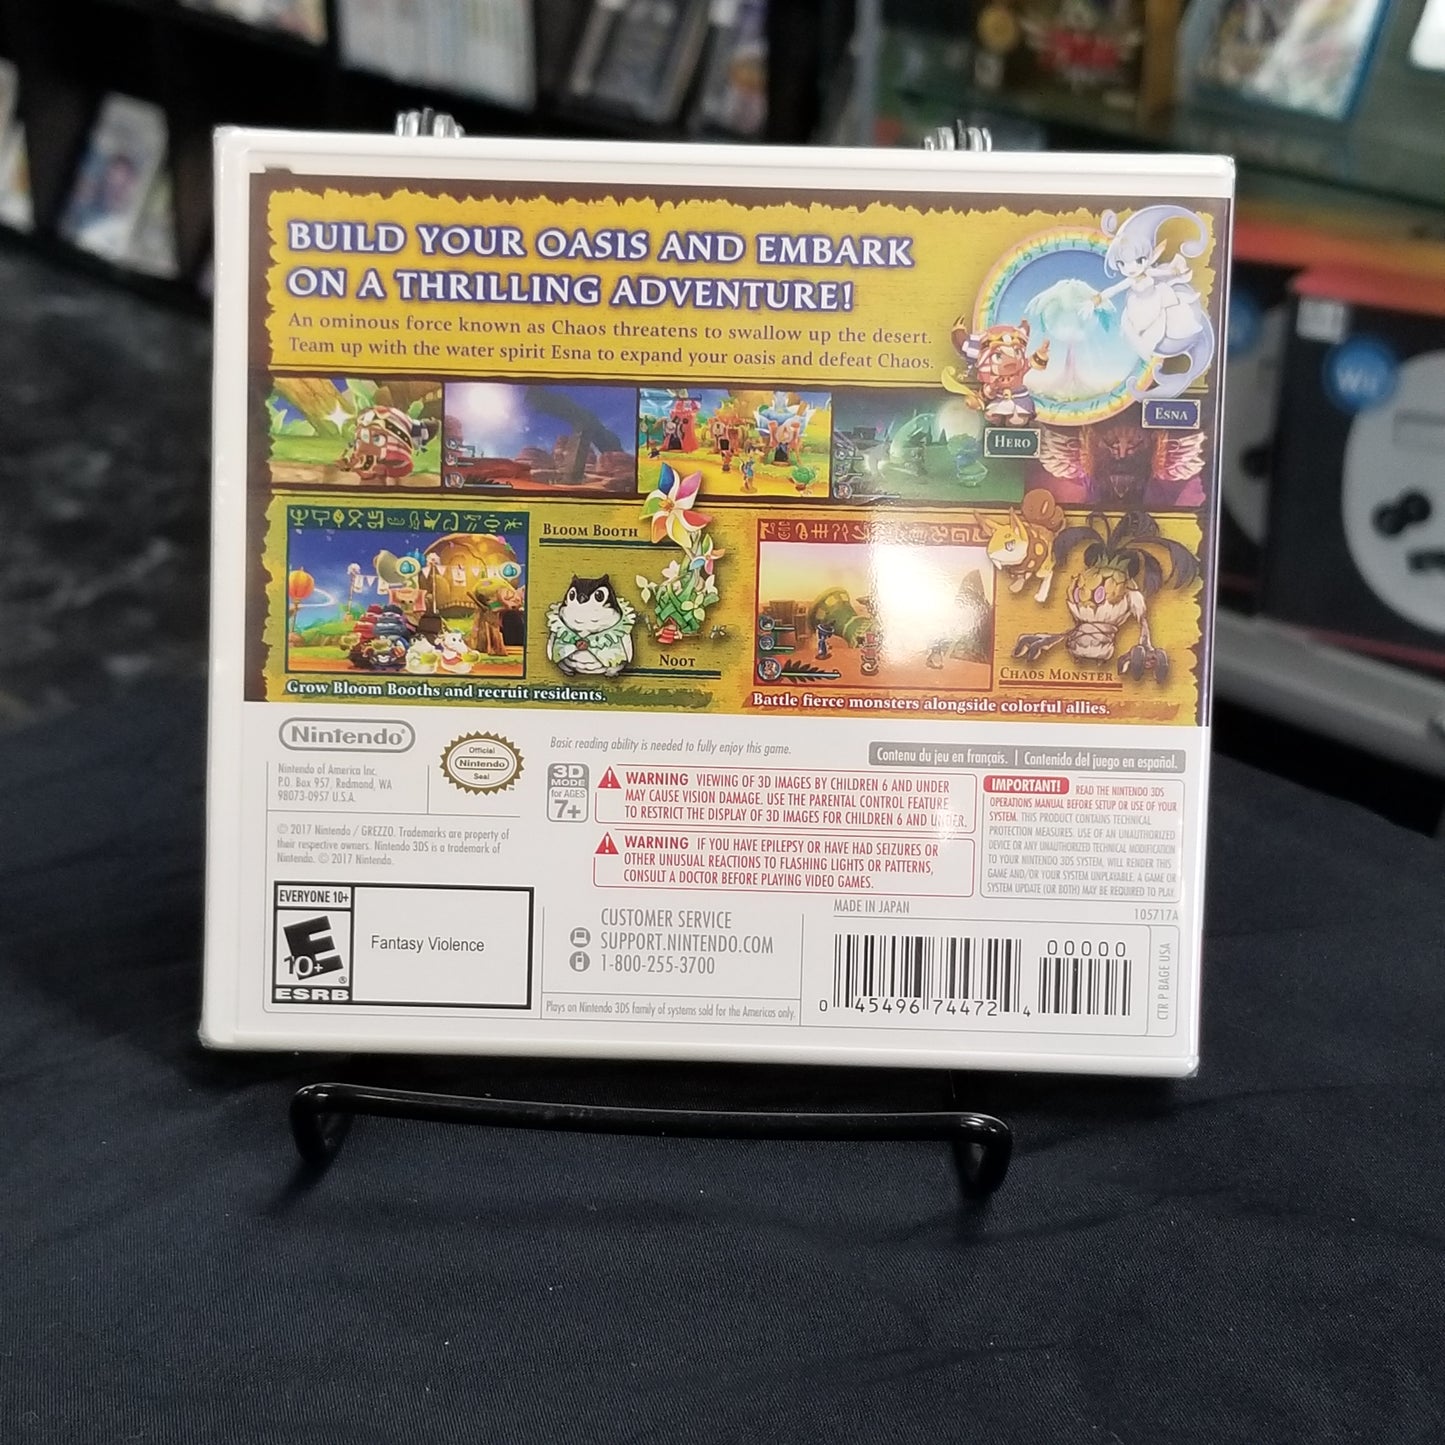 BUILD YOUR OASIS AND EMBARK
ON A THRILLING ADVENTURE!
An ominous force known as Chaos threatens to swallow up the desert.
Team up with the water spirit Esna to expand your oasis and defeat Chaos.
ESNA
HERO
BLOOM BOOTH
NOOT
CHAOS MONSTER
Grow Bloom Booths and recruit residents.
Battle fierce monsters alongside colorful allies.
Nintendo®
Nintendo of America Inc.
P.O. Box 957, Redmond, WA
98073-0957 U.S.A.
Official
Nintendo
Seal
Basic reading ability is needed to fully enjoy this game.
Contenu du jeu en français. | Contenido del juego en español.
3D
MODE
for AGES
7+
WARNING VIEWING OF 3D IMAGES BY CHILDREN 6 AND UNDER
MAY CAUSE VISION DAMAGE. USE THE PARENTAL CONTROL FEATURE
TO RESTRICT THE DISPLAY OF 3D IMAGES FOR CHILDREN 6 AND UNDER.
WARNING IF YOU HAVE EPILEPSY OR HAVE HAD SEIZURES OR
OTHER UNUSUAL REACTIONS TO FLASHING LIGHTS OR PATTERNS,
CONSULT A DOCTOR BEFORE PLAYING VIDEO GAMES.
IMPORTANT! READ THE NINTENDO 3DS
OPERATIONS MANUAL BEFORE SETUP OR USE OF YOUR
SYSTEM. THIS PRODUCT CONTAINS TECHNICAL
PROTECTION MEASURES. USE OF AN UNAUTHORIZED
DEVICE OR ANY UNAUTHORIZED TECHNICAL MODIFICATION
TO YOUR NINTENDO 3DS SYSTEM, WILL RENDER THIS
GAME AND/OR YOUR SYSTEM UNPLAYABLE. A GAME OR
SYSTEM UPDATE (OR BOTH) MAY BE REQUIRED TO PLAY.
© 2017 Nintendo / GREZZO. Trademarks are property of
their respective owners. Nintendo 3DS is a trademark of
Nintendo. © 2017 Nintendo.
EVERYONE 10+
E
10+
®
ESRB
Fantasy Violence
CUSTOMER SERVICE
SUPPORT.NINTENDO.COM
1-800-255-3700
Plays on Nintendo 3DS family of systems sold for the Americas only.
MADE IN JAPAN
105717A
00000
0 45496 74472 4
CTR P BAGE USA
Wii